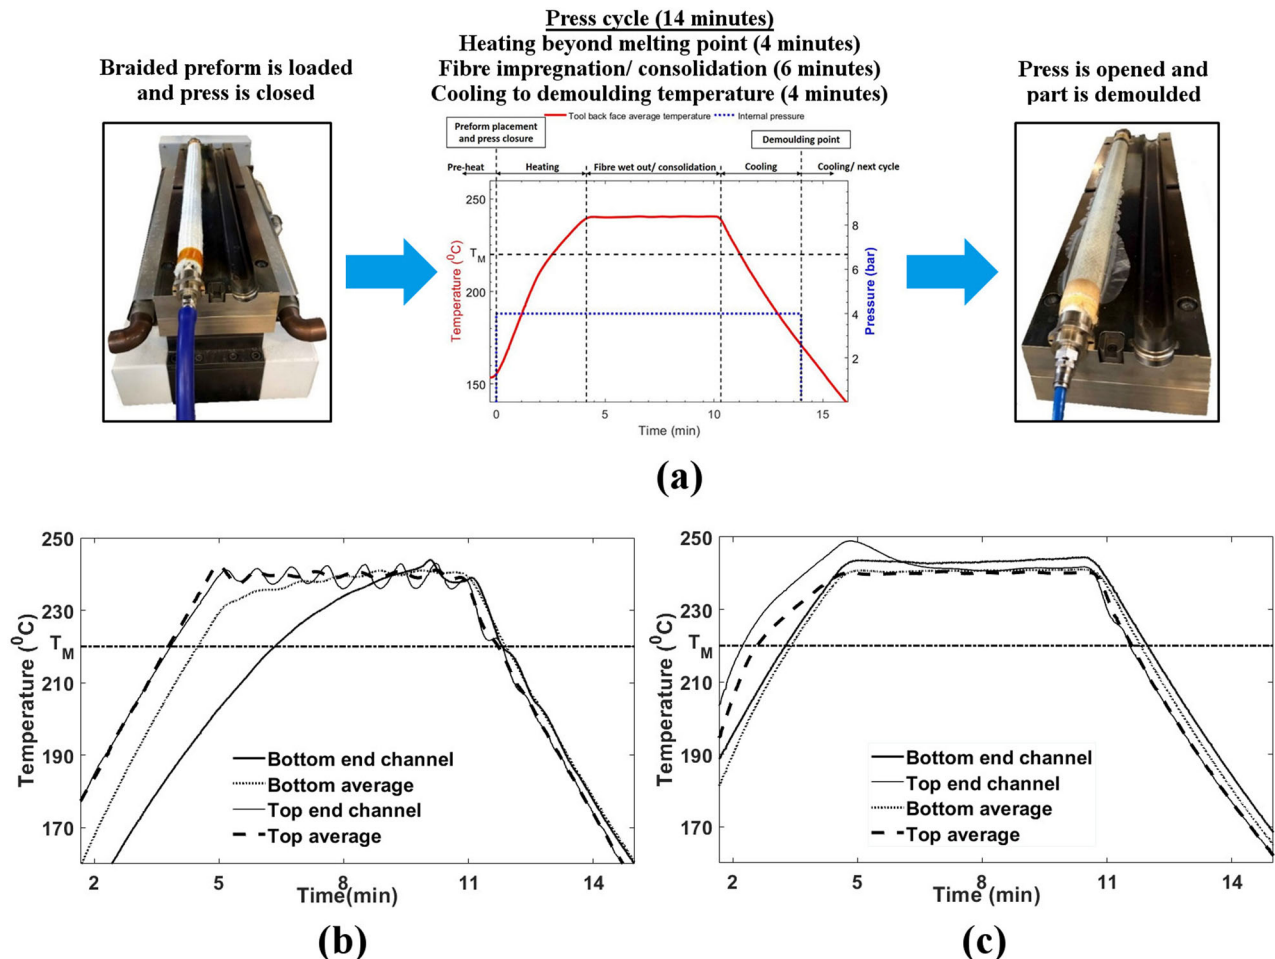 Press cycle (14 minutes)
Heating beyond melting point (4 minutes)
Fibre impregnation/ consolidation (6 minutes)
Cooling to demoulding temperature (4 minutes)
Braided preform is loaded
and press is closed
Press is opened and
part is demoulded
Tool back face average temperature
Internal pressure
Preform placement
and press closure
Demoulding point
Pre-heat
Heating
Fibre wet out/ consolidation
Cooling
Cooling/ next cycle
250
T_M
200
150
Temperature (⁰C)
8
6
4
2
Pressure (bar)
0
5
10
15
Time (min)
(a)
250
230
T_M
210
190
170
Temperature (⁰C)
Bottom end channel
Bottom average
Top end channel
Top average
2
5
8
11
14
Time(min)
(b)
250
230
T_M
210
190
170
Temperature (⁰C)
Bottom end channel
Top end channel
Bottom average
Top average
2
5
8
11
14
Time (min)
(c)